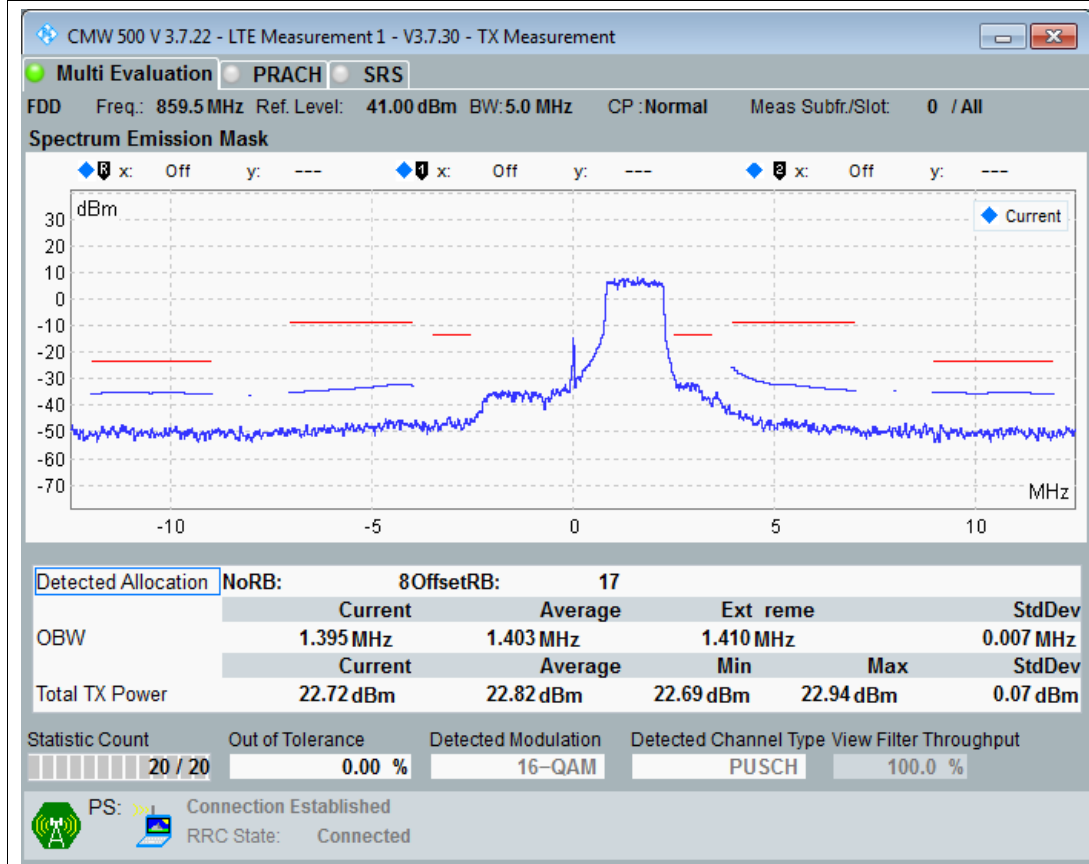 CMW 500 V 3.7.22 - LTE Measurement 1 - V3.7.30 - TX Measurement
Multi Evaluation PRACH SRS
FDD Freq.: 859.5 MHz Ref. Level: 41.00 dBm BW: 5.0 MHz CP : Normal Meas Subfr./Slot: 0 / All
Spectrum Emission Mask
R x: Off y: --- 1 x: Off y: --- 2 x: Off y: ---
dBm
Current
30
20
10
0
-10
-20
-30
-40
-50
-60
-70
MHz
-10 -5 0 5 10
Detected Allocation NoRB: 8 OffsetRB: 17
Current Average Ext reme StdDev
OBW 1.395 MHz 1.403 MHz 1.410 MHz 0.007 MHz
Current Average Min Max StdDev
Total TX Power 22.72 dBm 22.82 dBm 22.69 dBm 22.94 dBm 0.07 dBm
Statistic Count Out of Tolerance Detected Modulation Detected Channel Type View Filter Throughput
20 / 20 0.00 % 16-QAM PUSCH 100.0 %
PS: Connection Established
RRC State: Connected